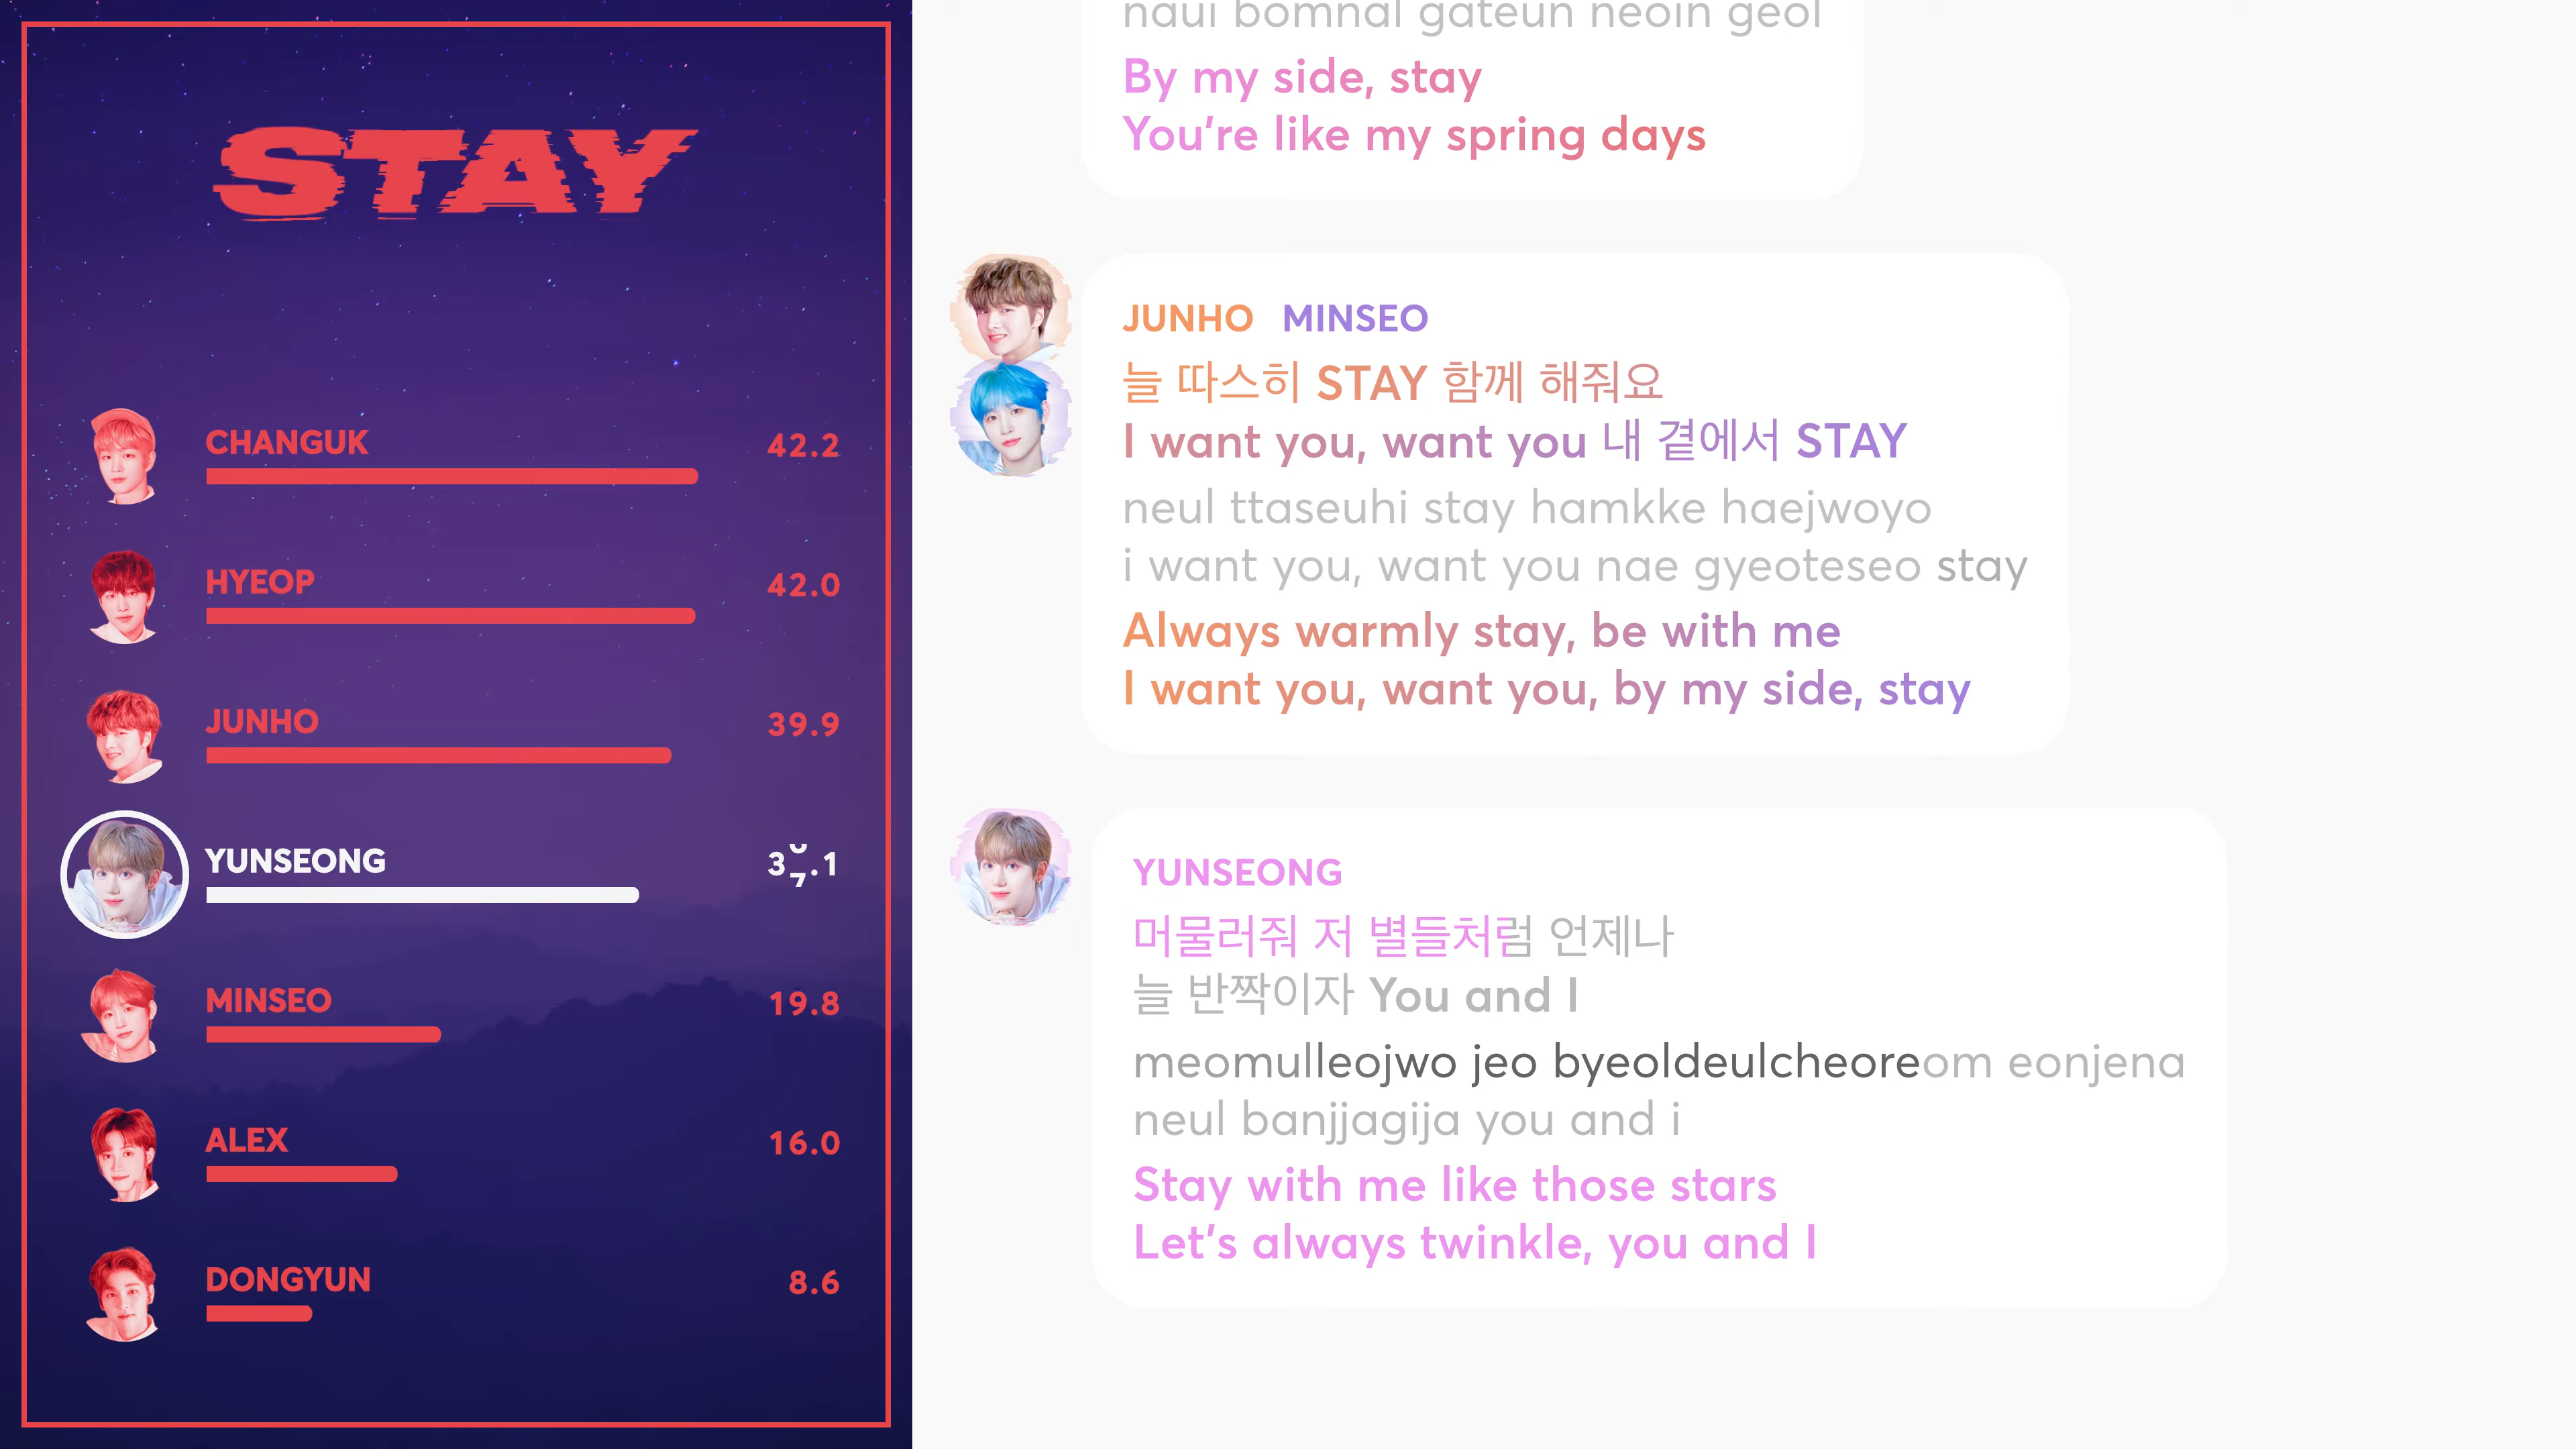 STAY
CHANGUK
42.2
HYEOP
42.0
JUNHO
39.9
YUNSEONG
MINSEO
19.8
ALEX
16.0
DONGYUN
8.6
naui bomnal gateun neoin geol
By my side, stay
You're like my spring days
JUNHO MINSEO
늘 따스히 STAY 함께 해줘요
I want you, want you 내 곁에서 STAY
neul ttaseuhi stay hamkke haejwoyo
i want you, want you nae gyeoteseo stay
Always warmly stay, be with me
I want you, want you, by my side, stay
YUNSEONG
머물러줘 저 별들처럼 언제나
늘 반짝이자 You and I
meomulleojwo jeo byeoldeulcheoreom eonjena
neul banjjagija you and i
Stay with me like those stars
Let's always twinkle, you and I